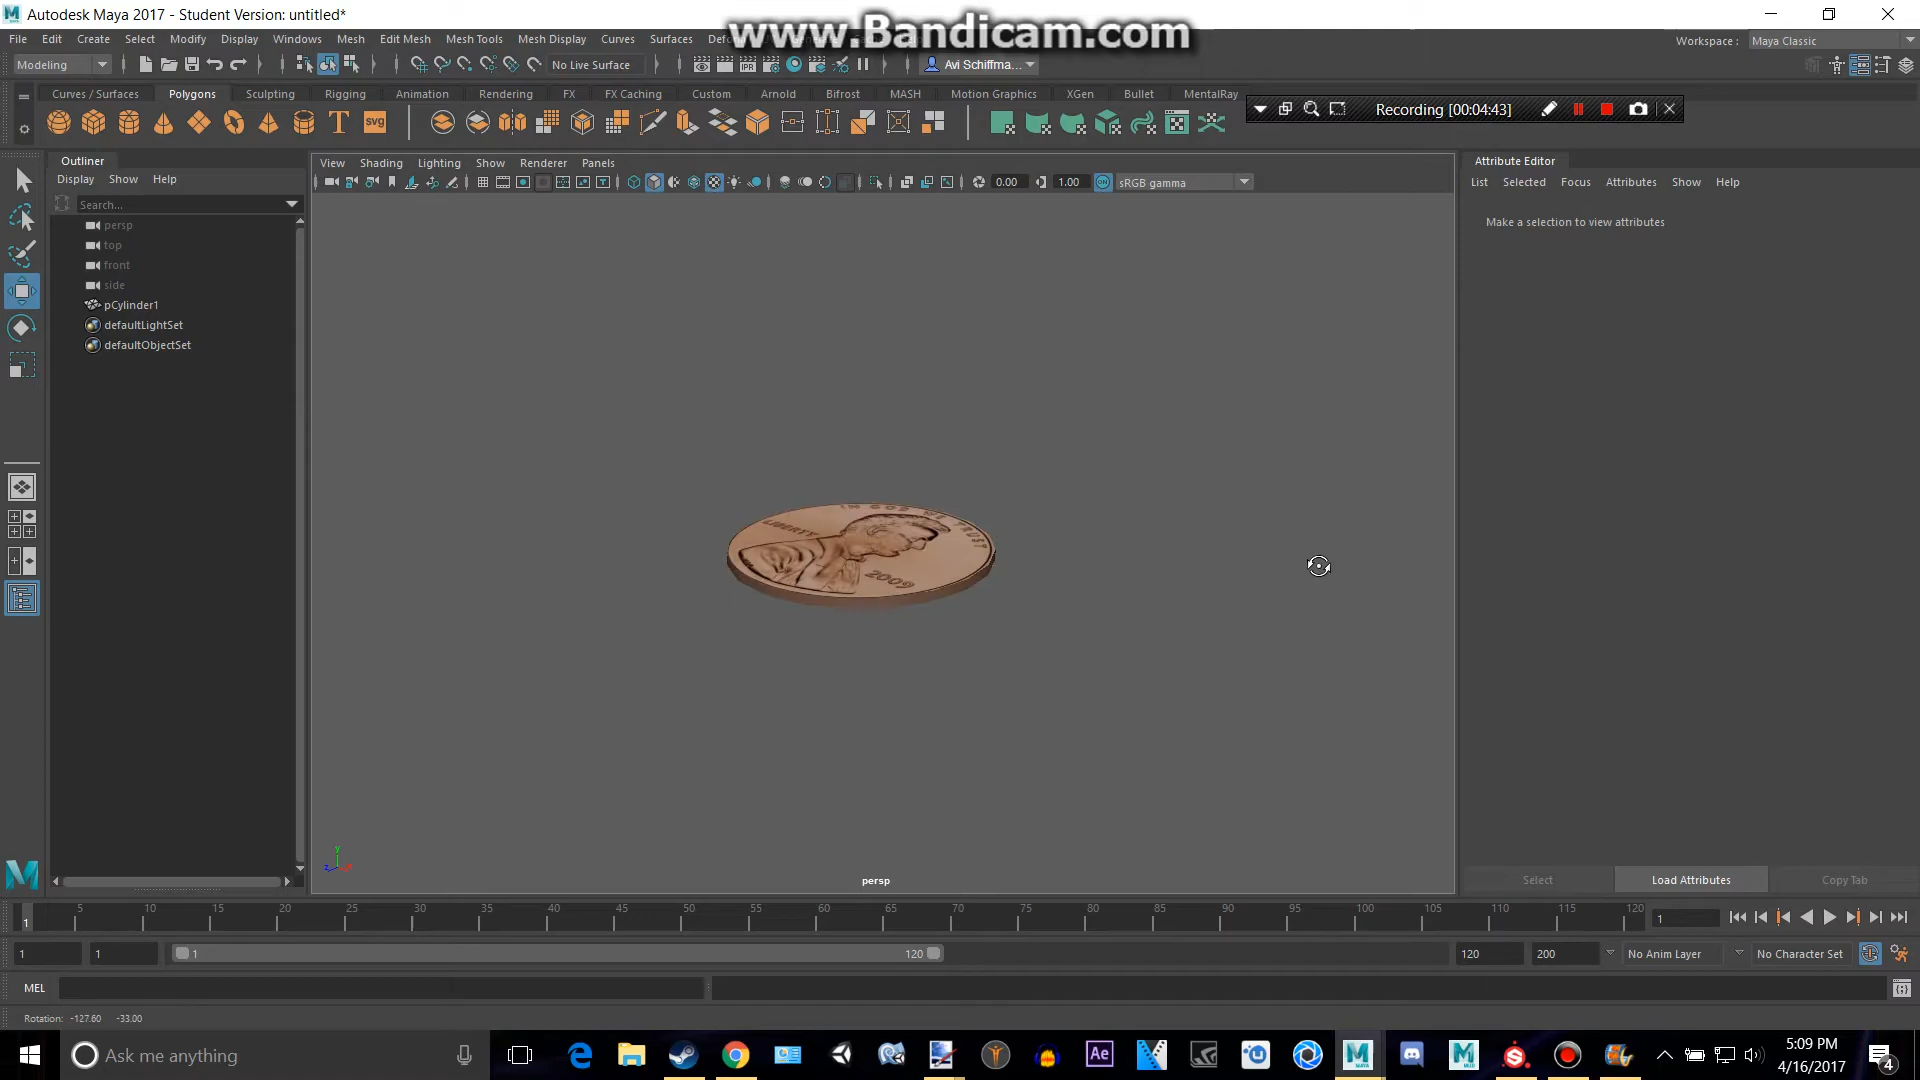 Autodesk Maya 2017 - Student Version: untitled*
www.Bandicam.com
File Edit Create Select Modify Display Windows Mesh Edit Mesh Mesh Tools Mesh Display Curves Surfaces
Workspace : Maya Classic
Modeling No Live Surface Avi Schiffma...
Curves / Surfaces Polygons Sculpting Rigging Animation Rendering FX FX Caching Custom Arnold Bifrost MASH Motion Graphics XGen Bullet MentalRay
Recording [00:04:43]
T svg
Outliner
Display Show Help
Search...
persp
top
front
side
pCylinder1
defaultLightSet
defaultObjectSet
View Shading Lighting Show Renderer Panels
0.00 1.00 ON sRGB gamma
IN GOD WE TRUST
LIBERTY
2009
persp
Attribute Editor
List Selected Focus Attributes Show Help
Make a selection to view attributes
Select Load Attributes Copy Tab
1 5 10 15 20 25 30 35 40 45 50 55 60 65 70 75 80 85 90 95 100 105 110 115 120 1
1 1 1 120 120 200 No Anim Layer No Character Set
MEL
Rotation: -127.60 -33.00
Ask me anything
5:09 PM
4/16/2017
4